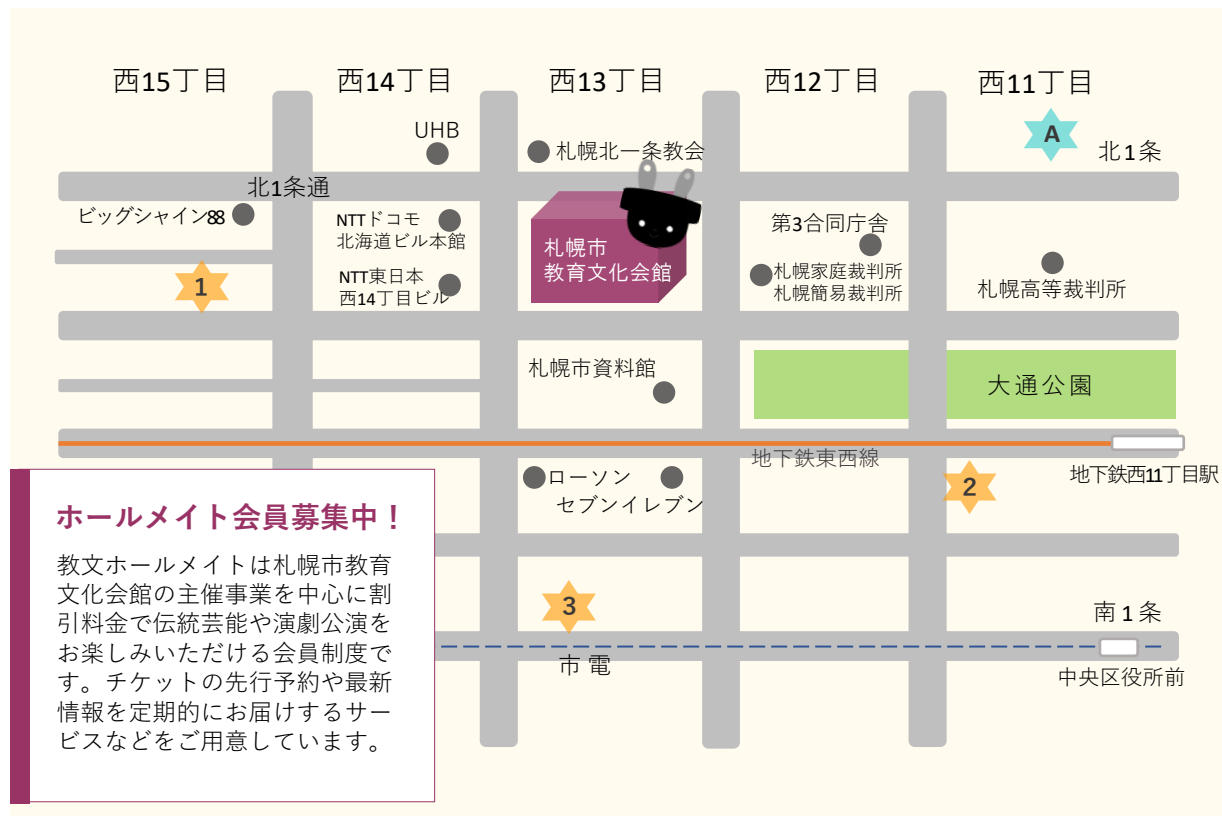 西15丁目
西14丁目
西13丁目
西12丁目
西11丁目
UHB
札幌北一条教会
A
北1条
北1条通
ビッグシャイン88
NTTドコモ
北海道ビル本館
NTT東日本
西14丁目ビル
札幌市
教育文化会館
第3合同庁舎
札幌家庭裁判所
札幌簡易裁判所
札幌高等裁判所
1
札幌市資料館
大通公園
地下鉄東西線
地下鉄西11丁目駅
ローソン
セブンイレブン
2
3
南1条
市電
中央区役所前
ホールメイト会員募集中！
教文ホールメイトは札幌市教育
文化会館の主催事業を中心に割
引料金で伝統芸能や演劇公演を
お楽しみいただける会員制度で
す。チケットの先行予約や最新
情報を定期的にお届けするサー
ビスなどをご用意しています。